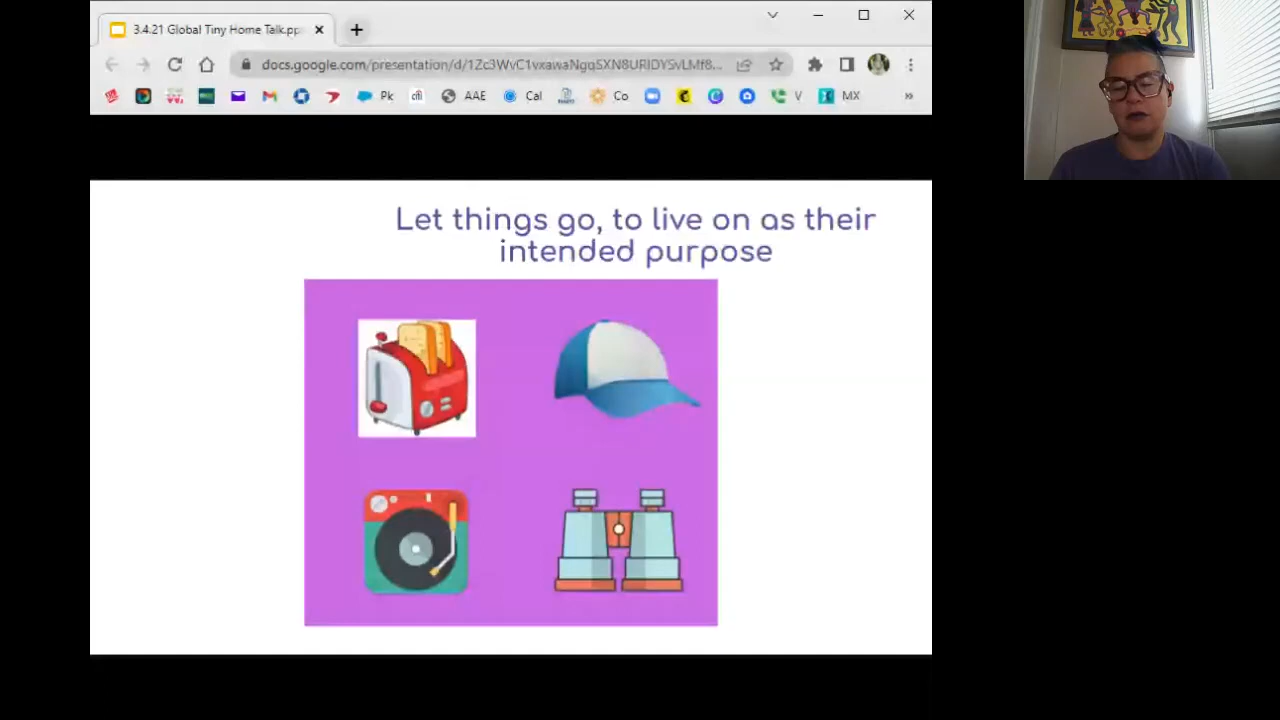 3.4.21 Global Tiny Home Talk.pp
docs.google.com/presentation/d/1Zc3WvC1vxawaNgqSXN8URIDYSvLMf8...
Pk
citi
AAE
Cal
Co
V
MX
»
Let things go, to live on as their
intended purpose